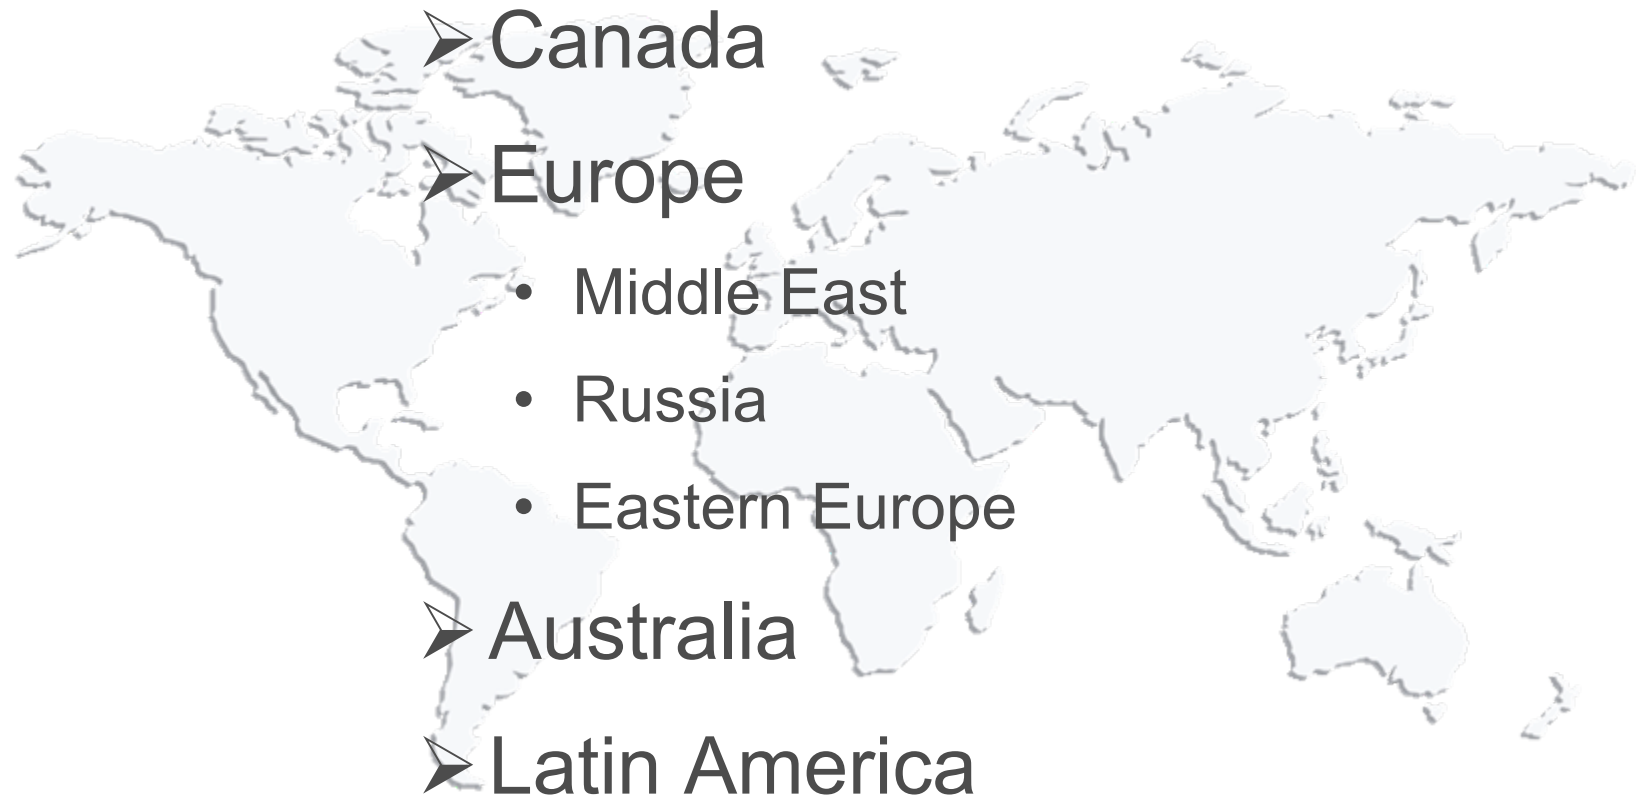 ➢ Canada
➢ Europe
• Middle East
• Russia
• Eastern Europe
➢ Australia
➢ Latin America